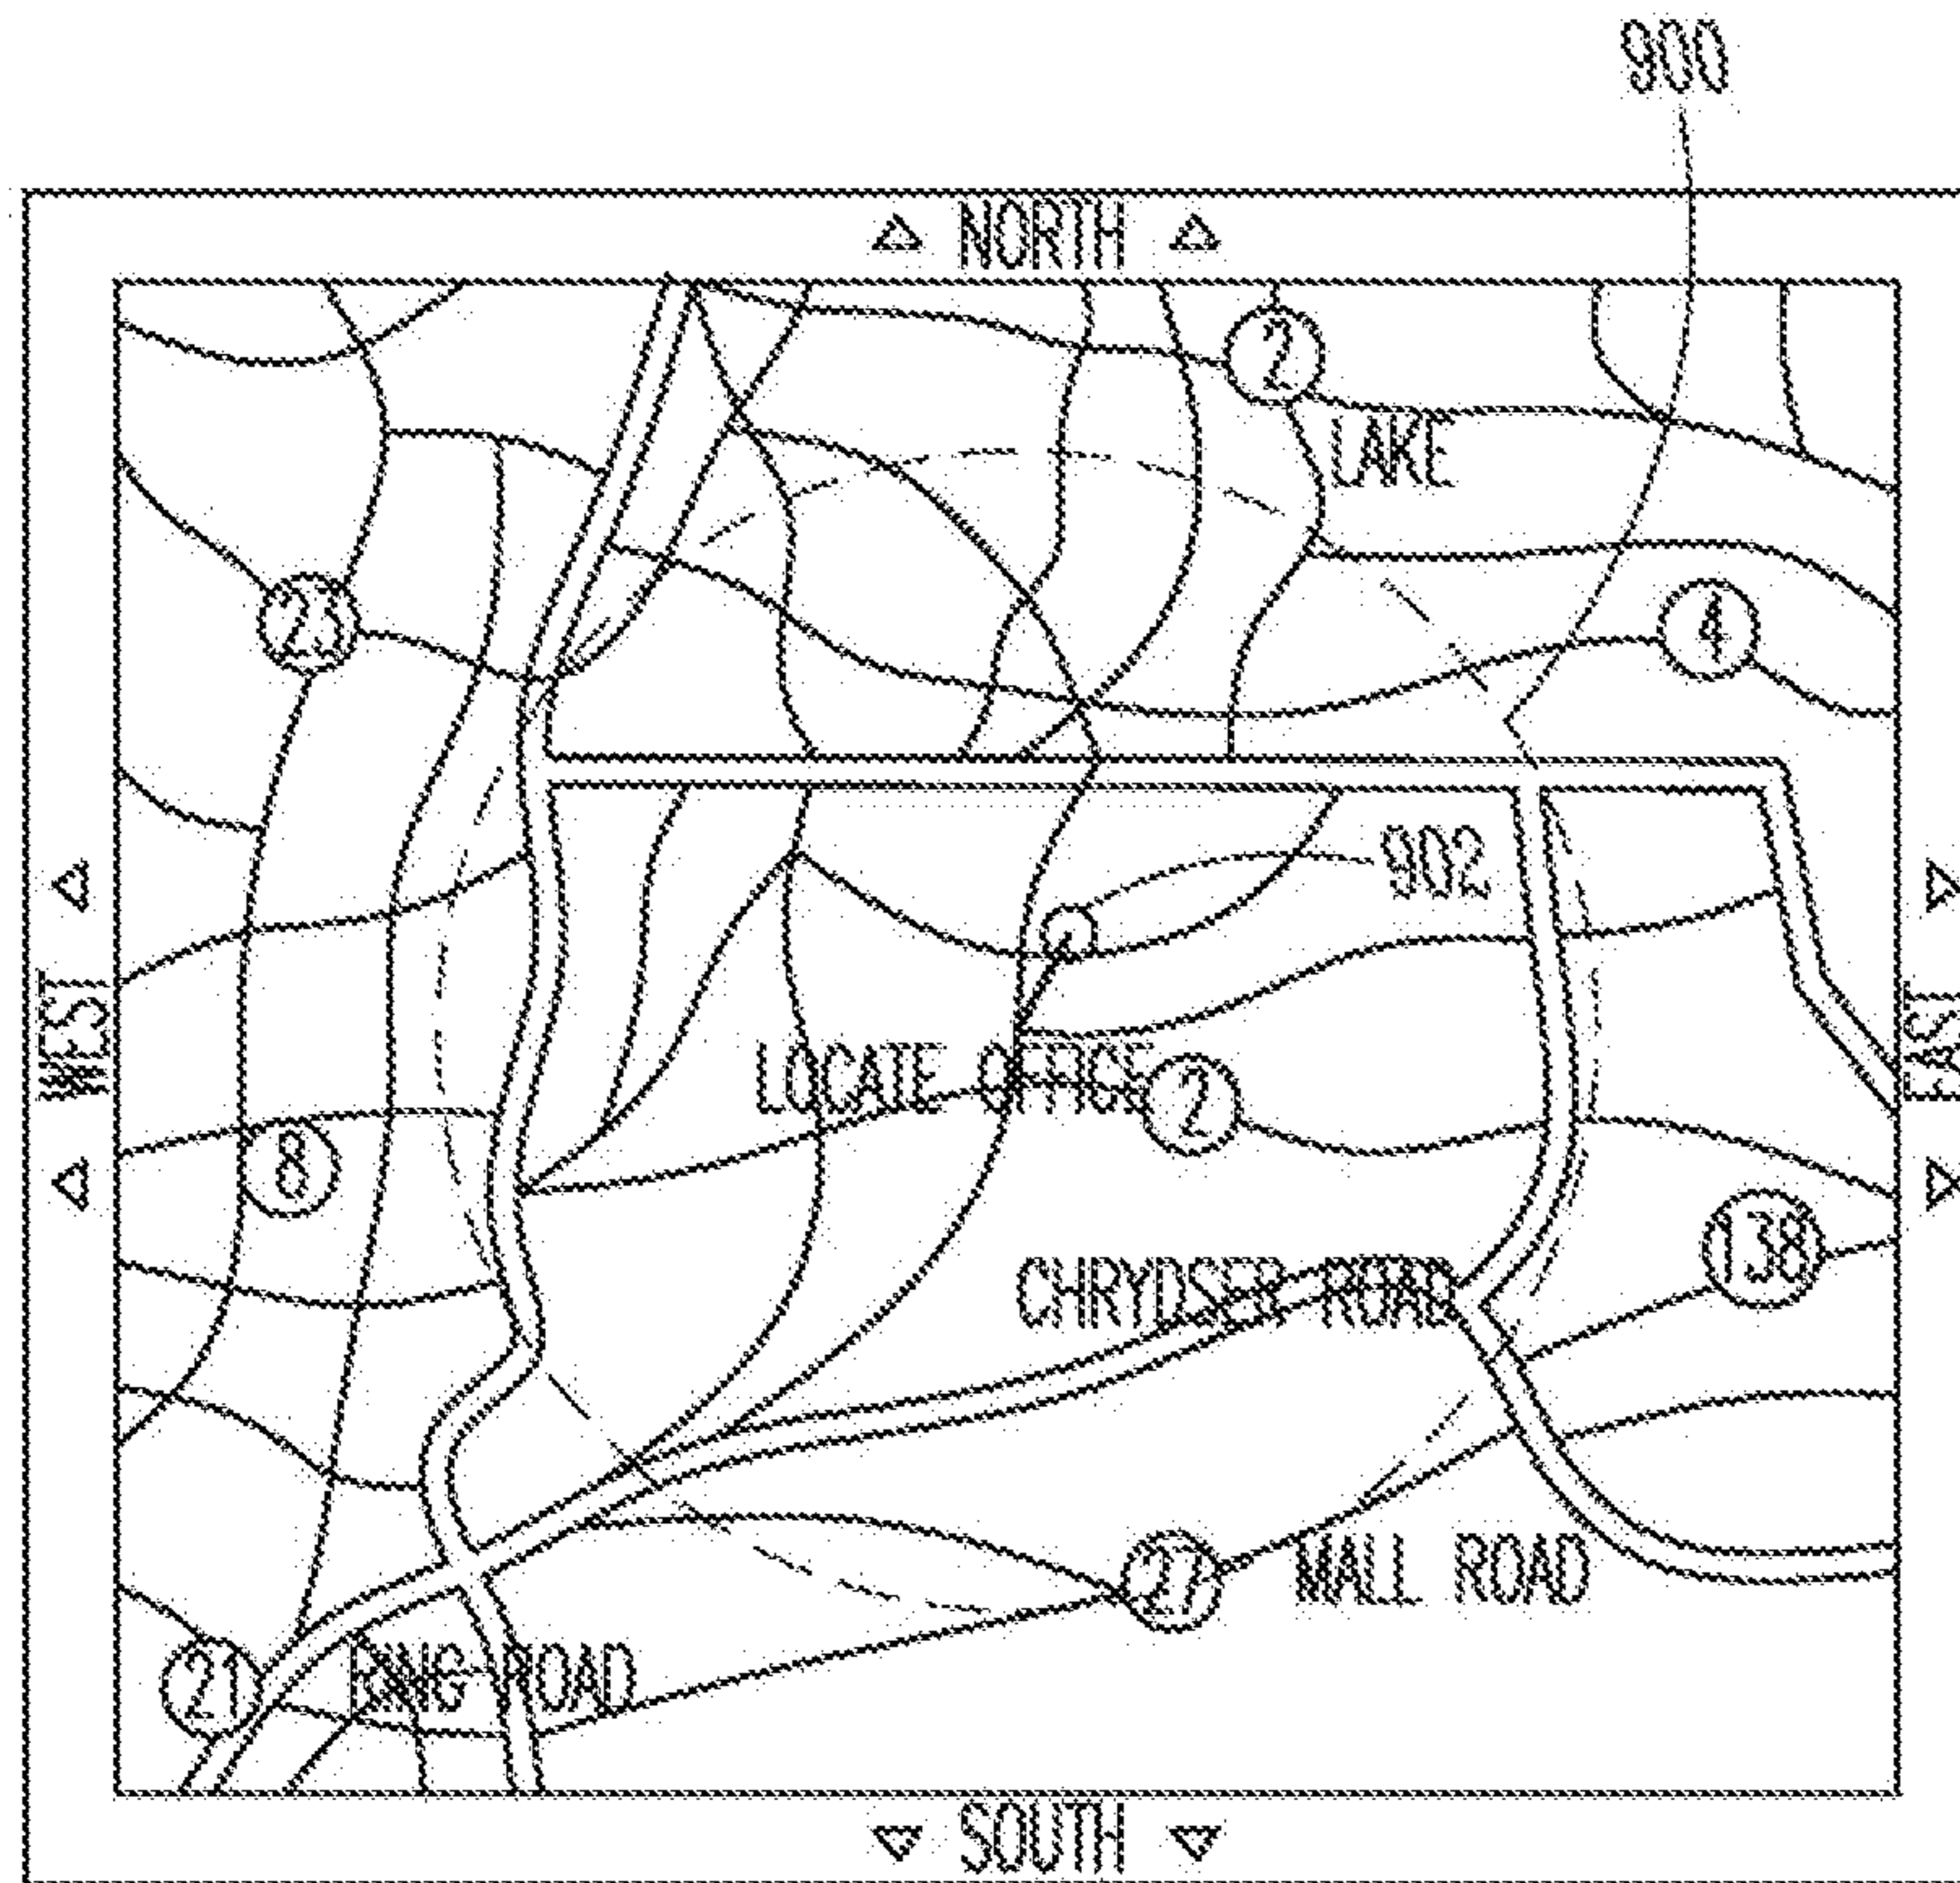 900
NORTH
2
LAKE
23
4
902
WEST
EAST
LOCATE OFFICE
2
8
138
CHRYDSER ROAD
27
MALL ROAD
21
RING ROAD
SOUTH